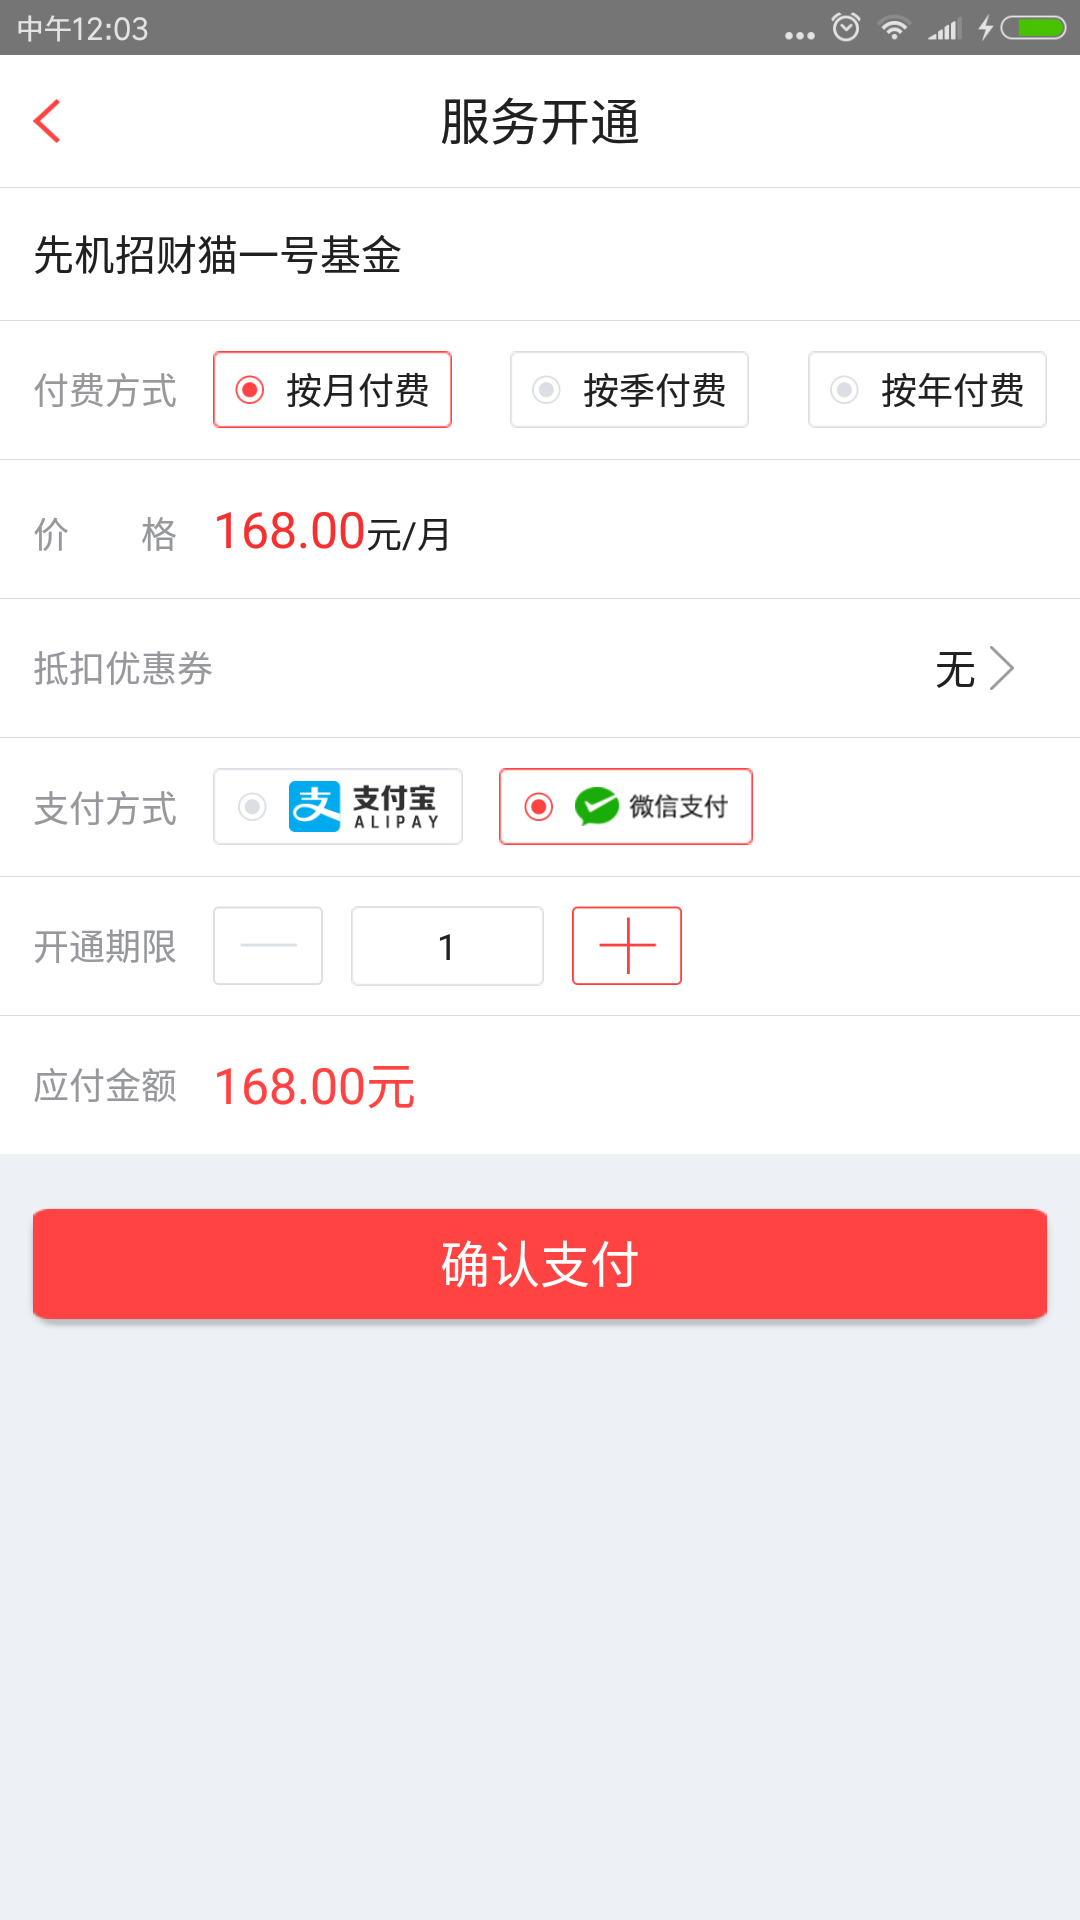 中午12:03
服务开通
先机招财猫一号基金
付费方式 按月付费 按季付费 按年付费
价 格 168.00元/月
抵扣优惠券 无
支付方式 支付宝 ALIPAY 微信支付
开通期限 1
应付金额 168.00元
确认支付